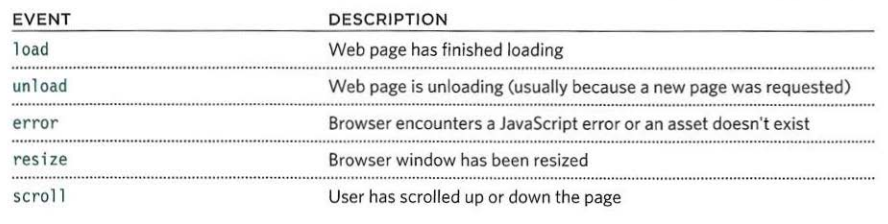 EVENT DESCRIPTION
load Web page has finished loading
unload Web page is unloading (usually because a new page was requested)
error Browser encounters a JavaScript error or an asset doesn't exist
resize Browser window has been resized
scroll User has scrolled up or down the page